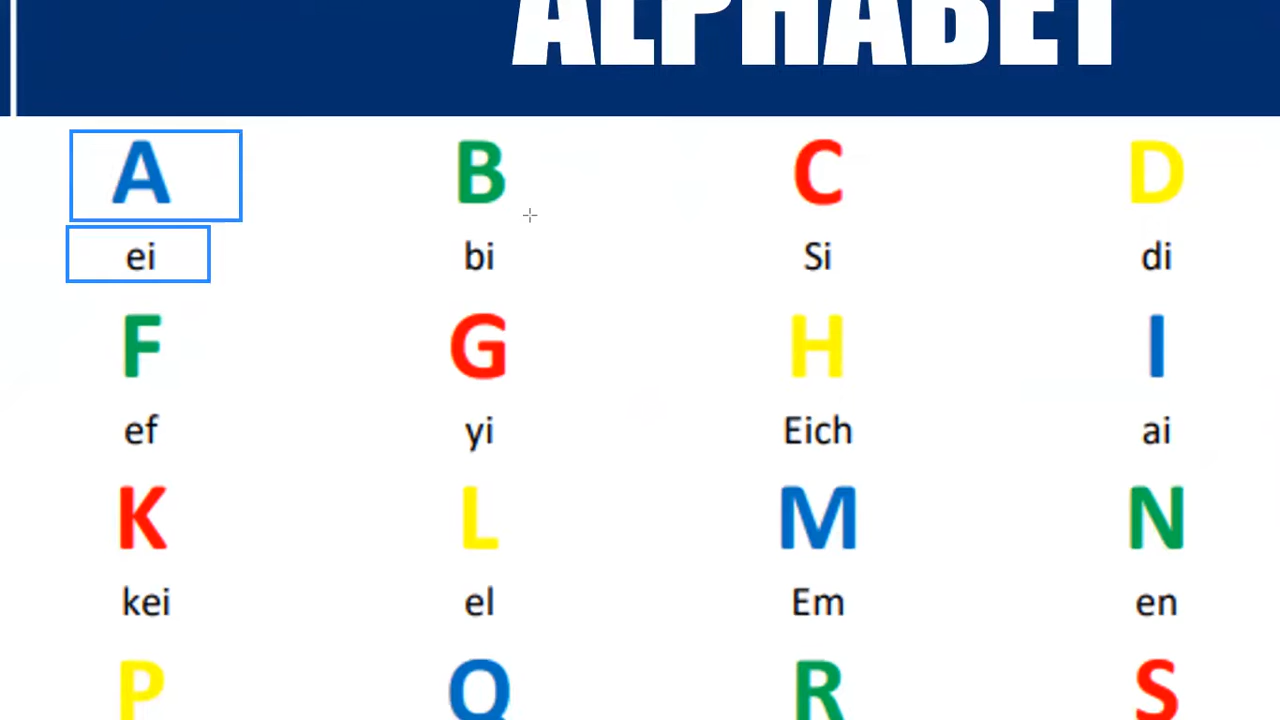 ALPHABET
A B C D
ei bi Si di
F G H I
ef yi Eich ai
K L M N
kei el Em en
P Q R S